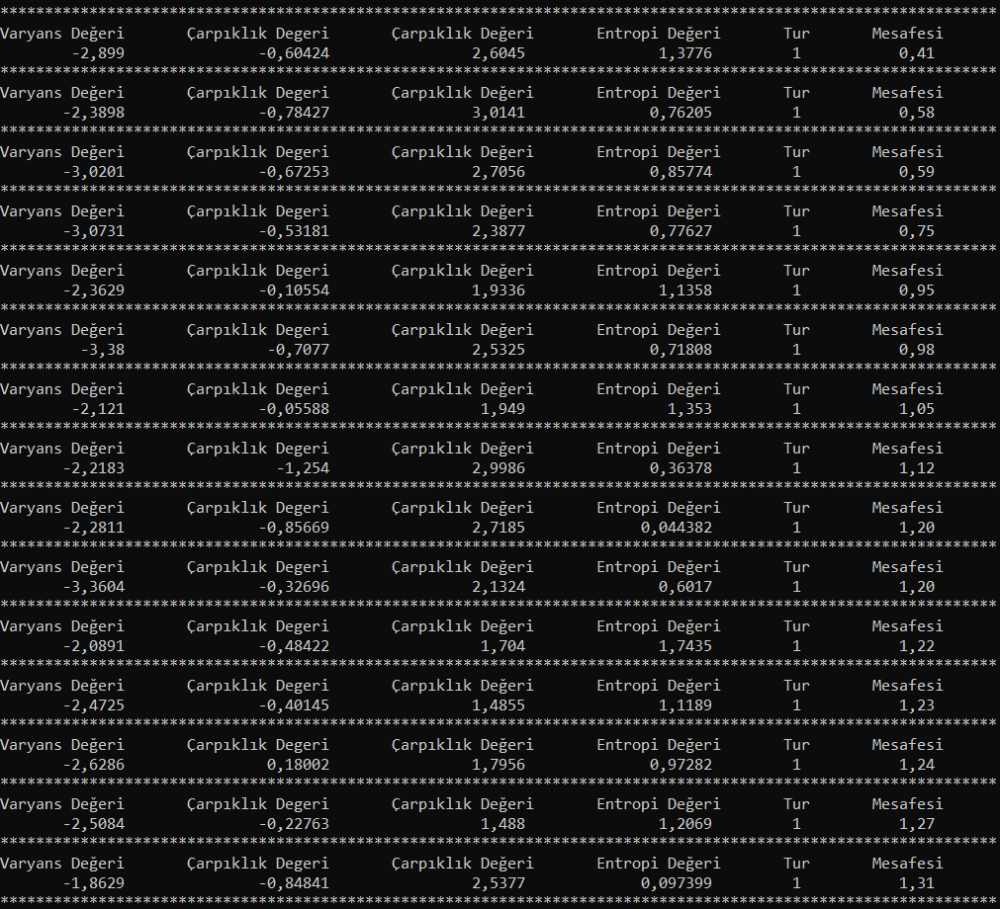 ****************************************************************************************************************
Varyans Değeri Çarpıklık Degeri Çarpıklık Değeri Entropi Değeri Tur Mesafesi
-2,899 -0,60424 2,6045 1,3776 1 0,41
****************************************************************************************************************
Varyans Değeri Çarpıklık Degeri Çarpıklık Değeri Entropi Değeri Tur Mesafesi
-2,3898 -0,78427 3,0141 0,76205 1 0,58
****************************************************************************************************************
Varyans Değeri Çarpıklık Degeri Çarpıklık Değeri Entropi Değeri Tur Mesafesi
-3,0201 -0,67253 2,7056 0,85774 1 0,59
****************************************************************************************************************
Varyans Değeri Çarpıklık Degeri Çarpıklık Değeri Entropi Değeri Tur Mesafesi
-3,0731 -0,53181 2,3877 0,77627 1 0,75
****************************************************************************************************************
Varyans Değeri Çarpıklık Degeri Çarpıklık Değeri Entropi Değeri Tur Mesafesi
-2,3629 -0,10554 1,9336 1,1358 1 0,95
****************************************************************************************************************
Varyans Değeri Çarpıklık Degeri Çarpıklık Değeri Entropi Değeri Tur Mesafesi
-3,38 -0,7077 2,5325 0,71808 1 0,98
****************************************************************************************************************
Varyans Değeri Çarpıklık Degeri Çarpıklık Değeri Entropi Değeri Tur Mesafesi
-2,121 -0,05588 1,949 1,353 1 1,05
****************************************************************************************************************
Varyans Değeri Çarpıklık Degeri Çarpıklık Değeri Entropi Değeri Tur Mesafesi
-2,2183 -1,254 2,9986 0,36378 1 1,12
****************************************************************************************************************
Varyans Değeri Çarpıklık Degeri Çarpıklık Değeri Entropi Değeri Tur Mesafesi
-2,2811 -0,85669 2,7185 0,044382 1 1,20
****************************************************************************************************************
Varyans Değeri Çarpıklık Degeri Çarpıklık Değeri Entropi Değeri Tur Mesafesi
-3,3604 -0,32696 2,1324 0,6017 1 1,20
****************************************************************************************************************
Varyans Değeri Çarpıklık Degeri Çarpıklık Değeri Entropi Değeri Tur Mesafesi
-2,0891 -0,48422 1,704 1,7435 1 1,22
****************************************************************************************************************
Varyans Değeri Çarpıklık Degeri Çarpıklık Değeri Entropi Değeri Tur Mesafesi
-2,4725 -0,40145 1,4855 1,1189 1 1,23
****************************************************************************************************************
Varyans Değeri Çarpıklık Degeri Çarpıklık Değeri Entropi Değeri Tur Mesafesi
-2,6286 0,18002 1,7956 0,97282 1 1,24
****************************************************************************************************************
Varyans Değeri Çarpıklık Degeri Çarpıklık Değeri Entropi Değeri Tur Mesafesi
-2,5084 -0,22763 1,488 1,2069 1 1,27
****************************************************************************************************************
Varyans Değeri Çarpıklık Degeri Çarpıklık Değeri Entropi Değeri Tur Mesafesi
-1,8629 -0,84841 2,5377 0,097399 1 1,31
****************************************************************************************************************